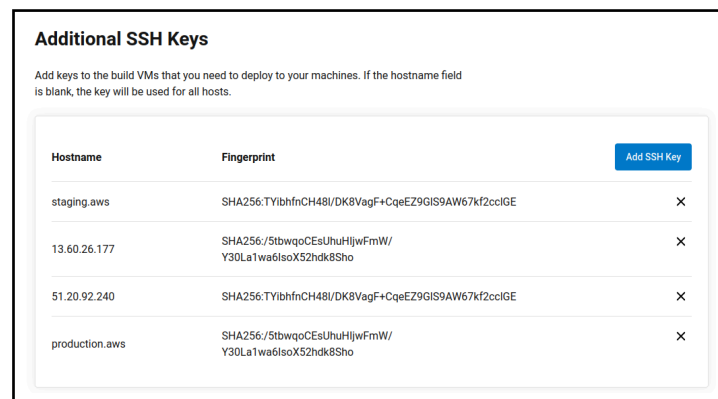 Additional SSH Keys
Add keys to the build VMs that you need to deploy to your machines. If the hostname field
is blank, the key will be used for all hosts.
Hostname Fingerprint Add SSH Key
staging.aws SHA256:TYibhfnCH48I/DK8VagF+CqeEZ9GIS9AW67kf2ccIGE
13.60.26.177 SHA256:/5tbwqoCEsUhuHIjwFmW/
Y30La1wa6IsoX52hdk8Sho
51.20.92.240 SHA256:TYibhfnCH48I/DK8VagF+CqeEZ9GIS9AW67kf2ccIGE
production.aws SHA256:/5tbwqoCEsUhuHIjwFmW/
Y30La1wa6IsoX52hdk8Sho